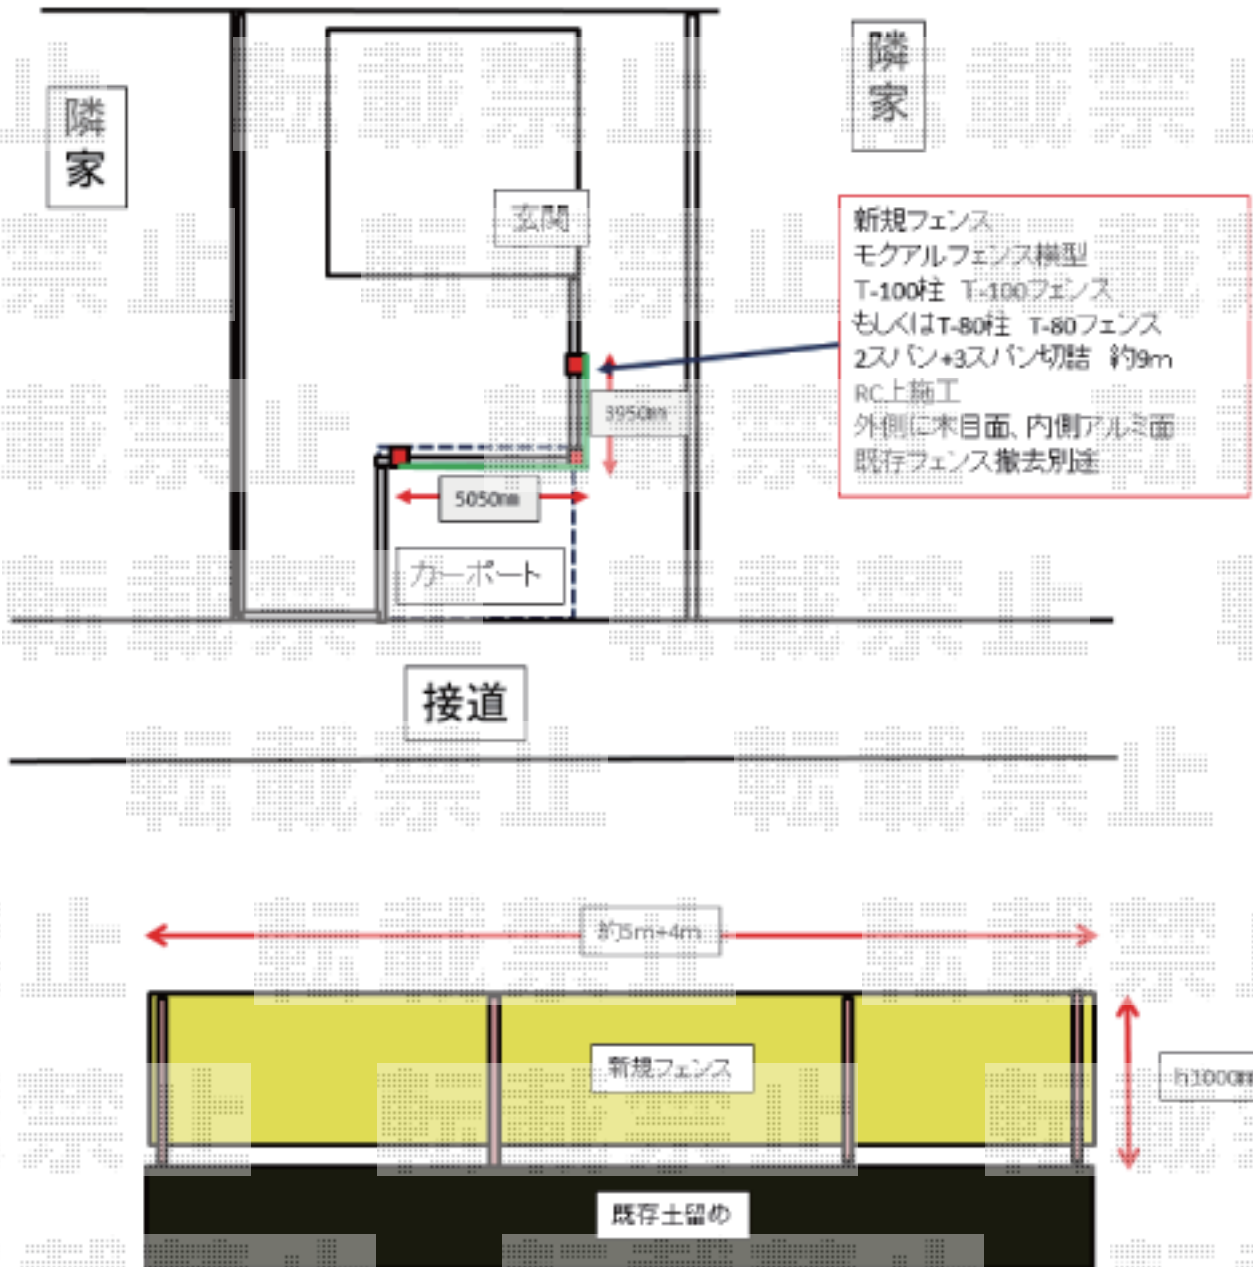 隣家
隣家
玄関
新規フェンス
モクアルフェンス横型
T-100柱 T-100フェンス
もしくはT-80柱 T-80フェンス
2スパン+3スパン切詰 約9m
RC上施工
外側に木目面、内側アルミ面
既存フェンス撤去別途
3950mm
5050mm
カーポート
接道
約5m+4m
新規フェンス
h1000m
既存土留め
転載禁止